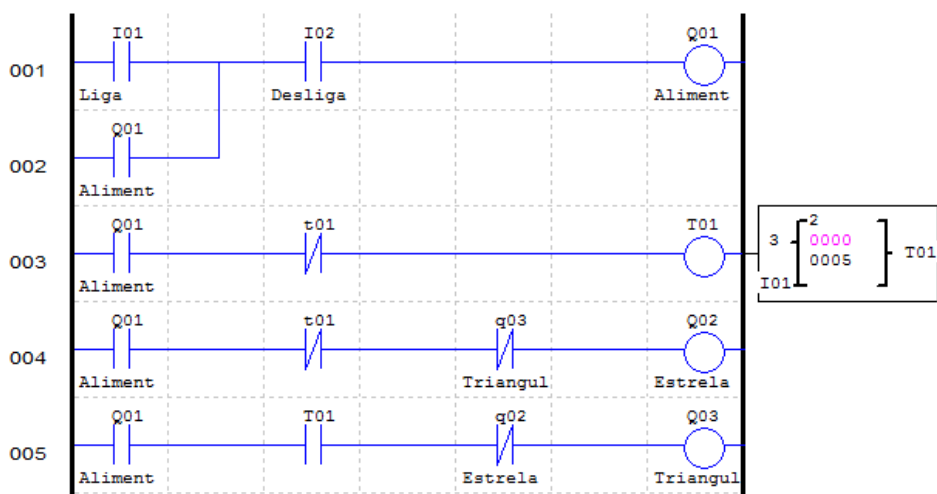 I01 I02 Q01
001
Liga Desliga Aliment
Q01
002
Aliment
Q01 t01 T01
003
Aliment
2
3 0000
0005 T01
I01
Q01 t01 q03 Q02
004
Aliment Triangul Estrela
Q01 T01 q02 Q03
005
Aliment Estrela Triangul